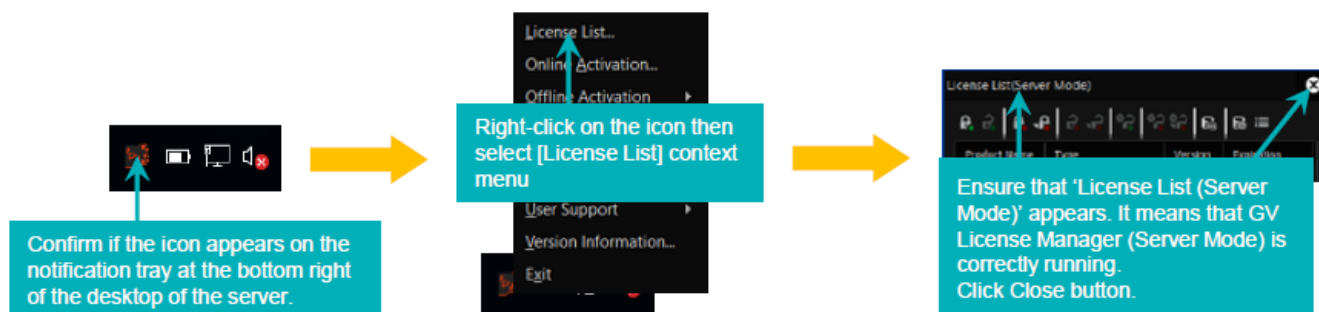 Confirm if the icon appears on the
notification tray at the bottom right
of the desktop of the server.
License List...
Online Activation...
Offline Activation
Right-click on the icon then
select [License List] context
menu
User Support
Version Information...
Exit
License List(Server Mode)
Product Name Type Version Expiration
Ensure that ‘License List (Server
Mode)’ appears. It means that GV
License Manager (Server Mode) is
correctly running.
Click Close button.